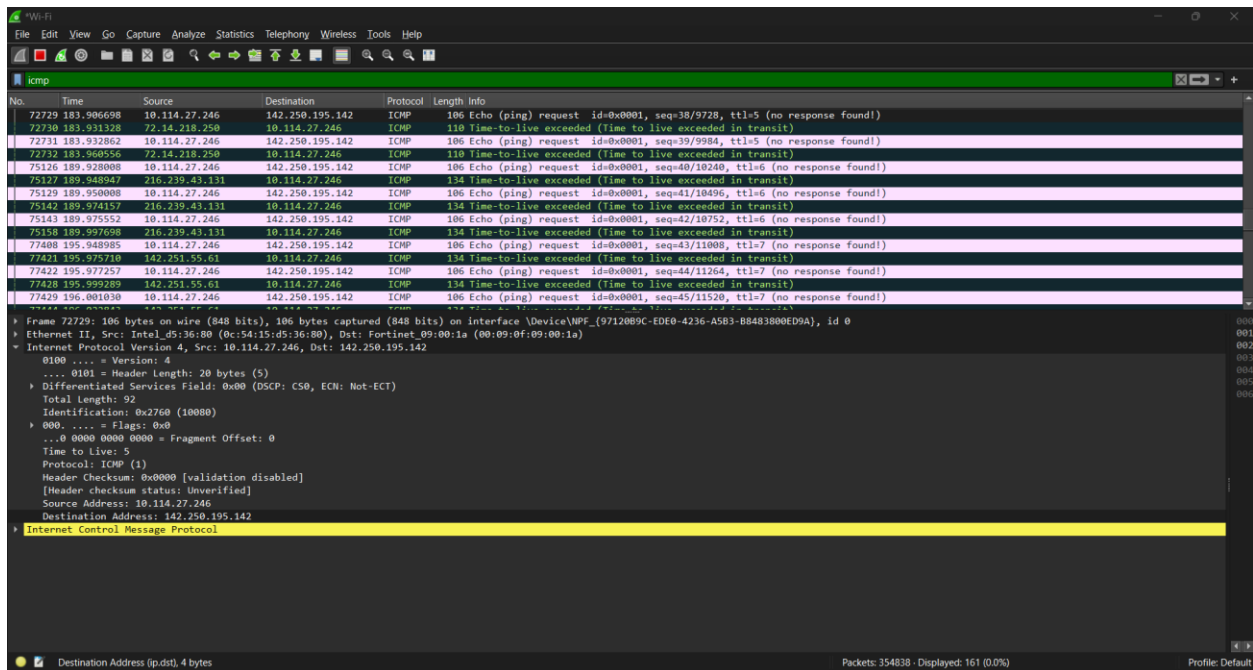 *Wi-Fi
File Edit View Go Capture Analyze Statistics Telephony Wireless Tools Help
icmp
No. Time Source Destination Protocol Length Info
72729 183.906698 10.114.27.246 142.250.195.142 ICMP 106 Echo (ping) request id=0x0001, seq=38/9728, ttl=5 (no response found!)
72730 183.931328 72.14.218.250 10.114.27.246 ICMP 110 Time-to-live exceeded (Time to live exceeded in transit)
72731 183.932862 10.114.27.246 142.250.195.142 ICMP 106 Echo (ping) request id=0x0001, seq=39/9984, ttl=5 (no response found!)
72732 183.960556 72.14.218.250 10.114.27.246 ICMP 110 Time-to-live exceeded (Time to live exceeded in transit)
75126 189.928008 10.114.27.246 142.250.195.142 ICMP 106 Echo (ping) request id=0x0001, seq=40/10240, ttl=6 (no response found!)
75127 189.948947 216.239.43.131 10.114.27.246 ICMP 134 Time-to-live exceeded (Time to live exceeded in transit)
75129 189.950008 10.114.27.246 142.250.195.142 ICMP 106 Echo (ping) request id=0x0001, seq=41/10496, ttl=6 (no response found!)
75142 189.974157 216.239.43.131 10.114.27.246 ICMP 134 Time-to-live exceeded (Time to live exceeded in transit)
75143 189.975552 10.114.27.246 142.250.195.142 ICMP 106 Echo (ping) request id=0x0001, seq=42/10752, ttl=6 (no response found!)
75158 189.997698 216.239.43.131 10.114.27.246 ICMP 134 Time-to-live exceeded (Time to live exceeded in transit)
77408 195.948985 10.114.27.246 142.250.195.142 ICMP 106 Echo (ping) request id=0x0001, seq=43/11008, ttl=7 (no response found!)
77421 195.975710 142.251.55.61 10.114.27.246 ICMP 134 Time-to-live exceeded (Time to live exceeded in transit)
77422 195.977257 10.114.27.246 142.250.195.142 ICMP 106 Echo (ping) request id=0x0001, seq=44/11264, ttl=7 (no response found!)
77428 195.999289 142.251.55.61 10.114.27.246 ICMP 134 Time-to-live exceeded (Time to live exceeded in transit)
77429 196.001030 10.114.27.246 142.250.195.142 ICMP 106 Echo (ping) request id=0x0001, seq=45/11520, ttl=7 (no response found!)
Frame 72729: 106 bytes on wire (848 bits), 106 bytes captured (848 bits) on interface \Device\NPF_{97120B9C-EDE0-4236-A5B3-B8483800ED9A}, id 0
Ethernet II, Src: Intel_d5:36:80 (0c:54:15:d5:36:80), Dst: Fortinet_09:00:1a (00:09:0f:09:00:1a)
Internet Protocol Version 4, Src: 10.114.27.246, Dst: 142.250.195.142
0100 .... = Version: 4
.... 0101 = Header Length: 20 bytes (5)
Differentiated Services Field: 0x00 (DSCP: CS0, ECN: Not-ECT)
Total Length: 92
Identification: 0x2760 (10080)
000. .... = Flags: 0x0
...0 0000 0000 0000 = Fragment Offset: 0
Time to Live: 5
Protocol: ICMP (1)
Header Checksum: 0x0000 [validation disabled]
[Header checksum status: Unverified]
Source Address: 10.114.27.246
Destination Address: 142.250.195.142
Internet Control Message Protocol
000
001
002
003
004
005
006
Destination Address (ip.dst), 4 bytes Packets: 354838 · Displayed: 161 (0.0%) Profile: Default